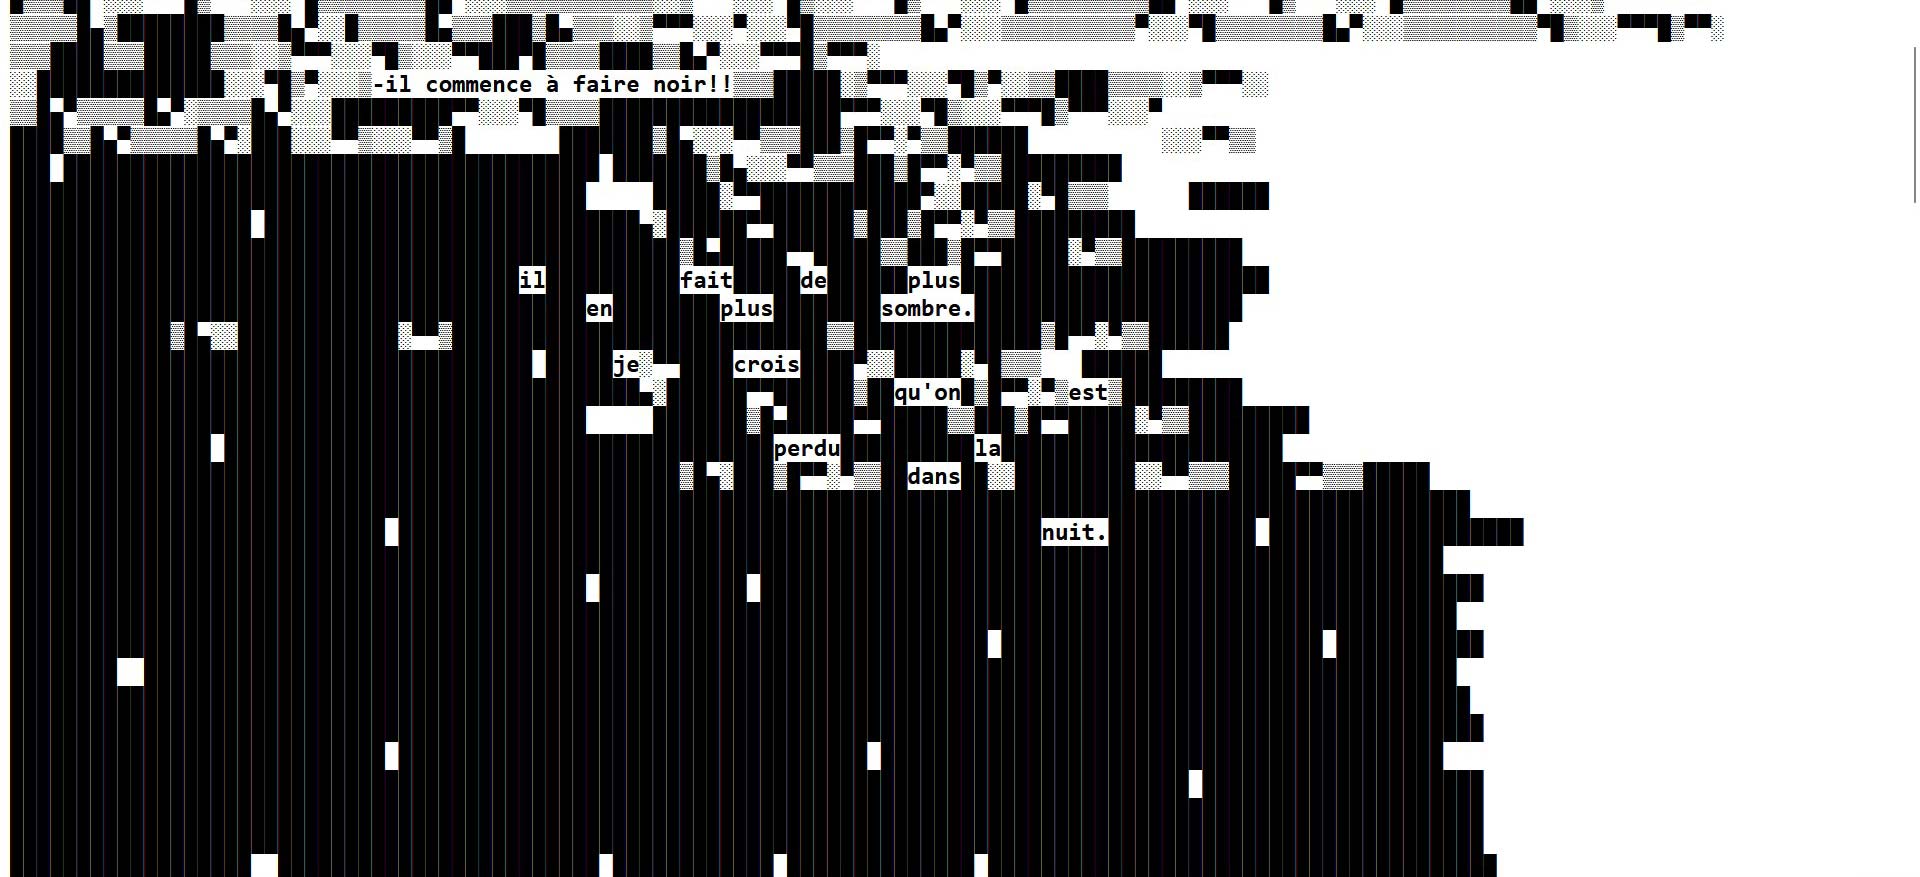 -il commence à faire noir!!
il fait de plus
en plus sombre.
je crois
qu'on est
perdu la
dans
nuit.